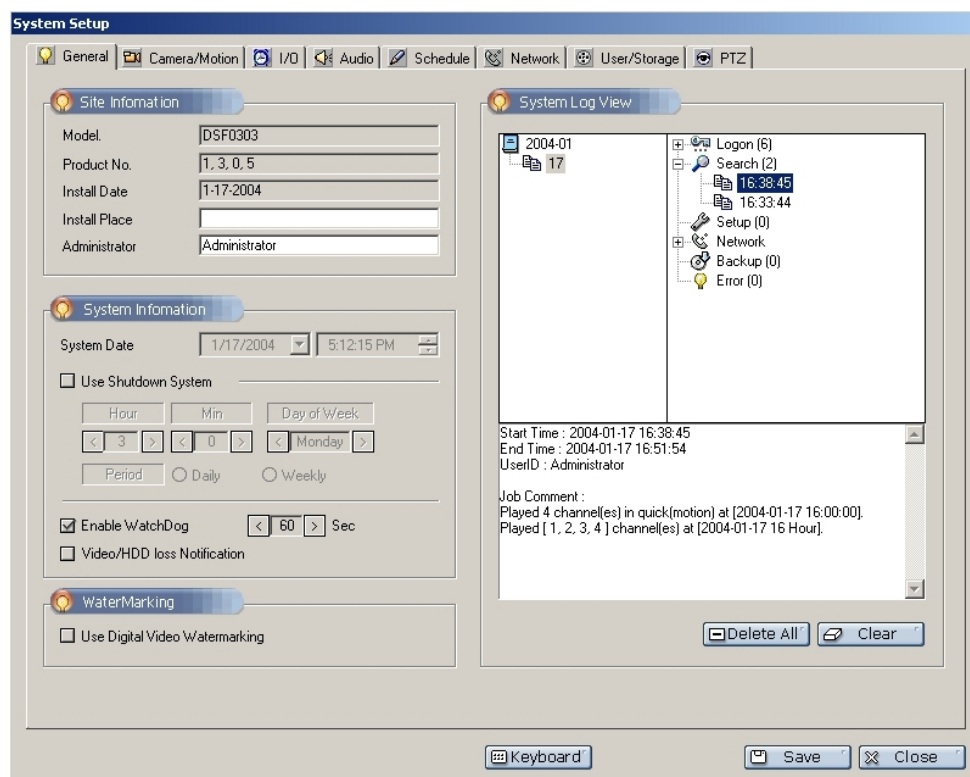 System Setup
General Camera/Motion I/O Audio Schedule Network User/Storage PTZ
Site Infomation
Model. DSF0303
Product No. 1, 3, 0, 5
Install Date 1-17-2004
Install Place
Administrator Administrator
System Infomation
System Date 1/17/2004 5:12:15 PM
Use Shutdown System
Hour Min Day of Week
< 3 > < 0 > < Monday >
Period Daily Weekly
Enable WatchDog < 60 > Sec
Video/HDD loss Notification
WaterMarking
Use Digital Video Watermarking
System Log View
2004-01
17
Logon (6)
Search (2)
16:38:45
16:33:44
Setup (0)
Network
Backup (0)
Error (0)
Start Time : 2004-01-17 16:38:45
End Time : 2004-01-17 16:51:54
UserID : Administrator
Job Comment :
Played 4 channel(es) in quick(motion) at [2004-01-17 16:00:00].
Played [ 1, 2, 3, 4 ] channel(es) at [2004-01-17 16 Hour].
Delete All Clear
Keyboard Save Close